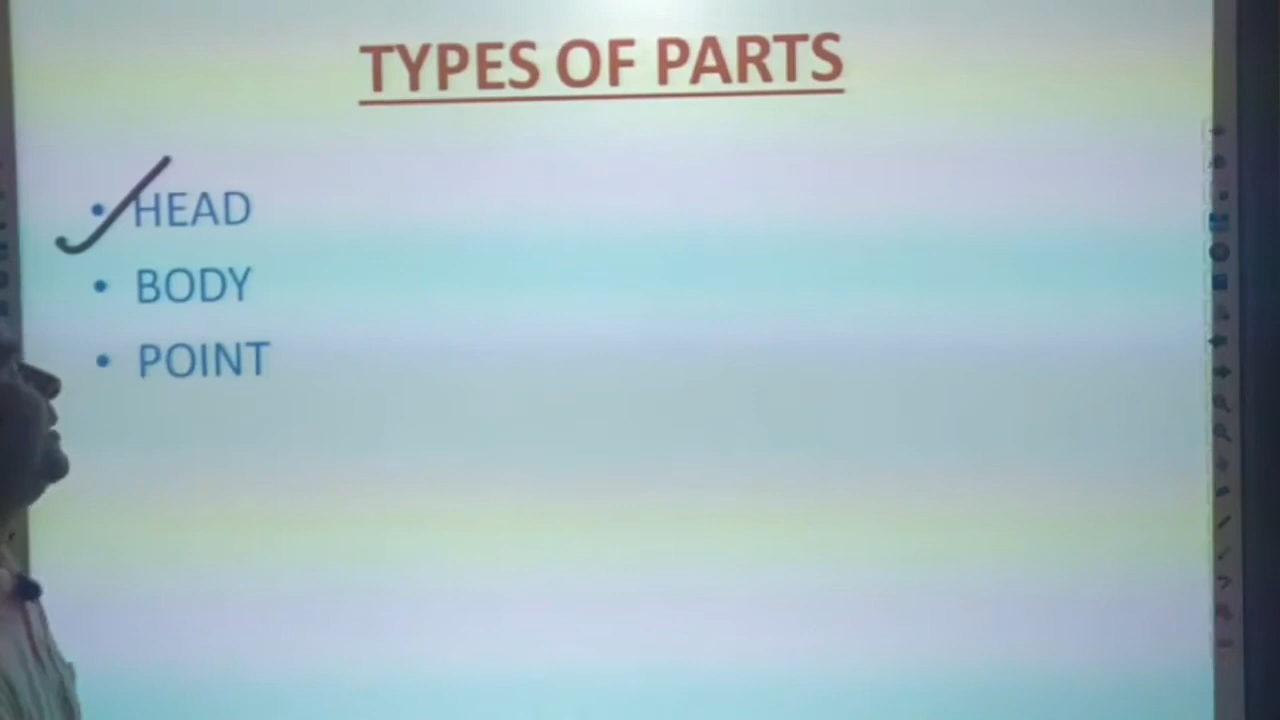 TYPES OF PARTS
• HEAD
• BODY
• POINT